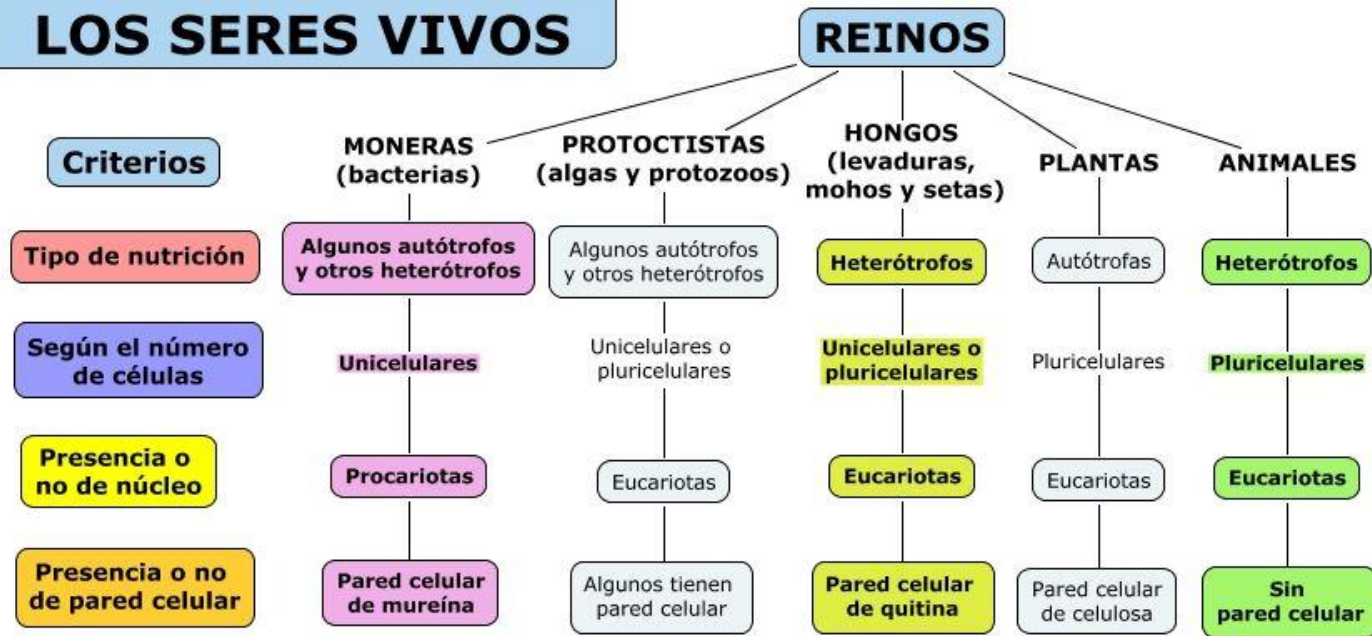 LOS SERES VIVOS
REINOS
Criterios
MONERAS
(bacterias)
PROTOCTISTAS
(algas y protozoos)
HONGOS
(levaduras,
mohos y setas)
PLANTAS
ANIMALES
Tipo de nutrición
Algunos autótrofos
y otros heterótrofos
Algunos autótrofos
y otros heterótrofos
Heterótrofos
Autótrofas
Heterótrofos
Según el número
de células
Unicelulares
Unicelulares o
pluricelulares
Unicelulares o
pluricelulares
Pluricelulares
Pluricelulares
Presencia o
no de núcleo
Procariotas
Eucariotas
Eucariotas
Eucariotas
Eucariotas
Presencia o no
de pared celular
Pared celular
de mureína
Algunos tienen
pared celular
Pared celular
de quitina
Pared celular
de celulosa
Sin
pared celular